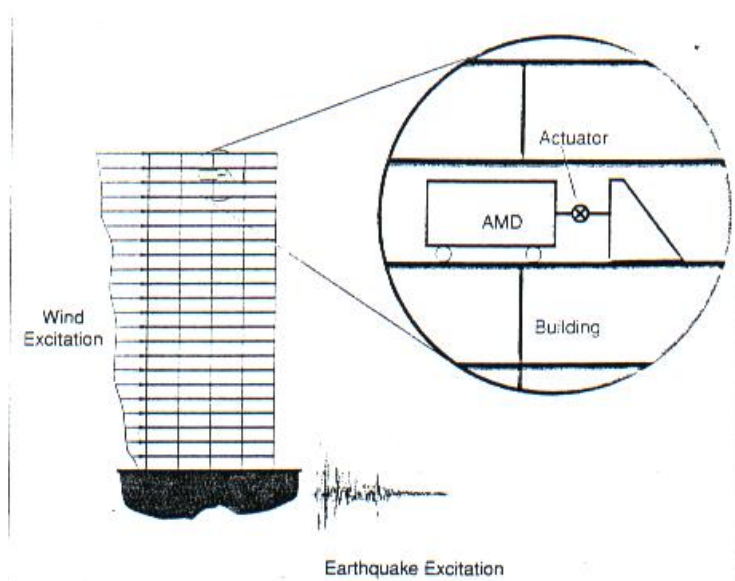 Actuator
AMD
Wind
Excitation
Building
Earthquake Excitation